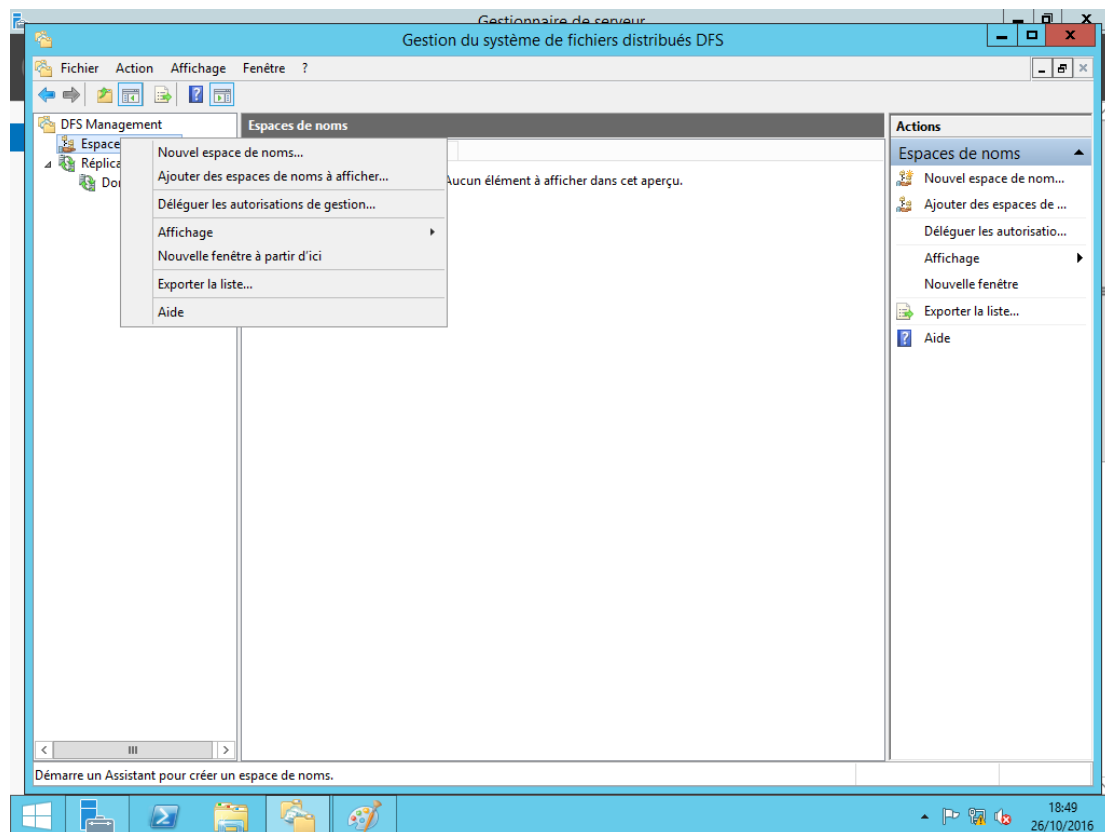 Gestionnaire de serveur
Gestion du système de fichiers distribués DFS
Fichier Action Affichage Fenêtre ?
DFS Management
Espace
Réplica
Do
Nouvel espace de noms...
Ajouter des espaces de noms à afficher...
Déléguer les autorisations de gestion...
Affichage
Nouvelle fenêtre à partir d'ici
Exporter la liste...
Aide
Espaces de noms
Aucun élément à afficher dans cet aperçu.
Actions
Espaces de noms
Nouvel espace de nom...
Ajouter des espaces de ...
Déléguer les autorisatio...
Affichage
Nouvelle fenêtre
Exporter la liste...
Aide
Démarre un Assistant pour créer un espace de noms.
18:49
26/10/2016